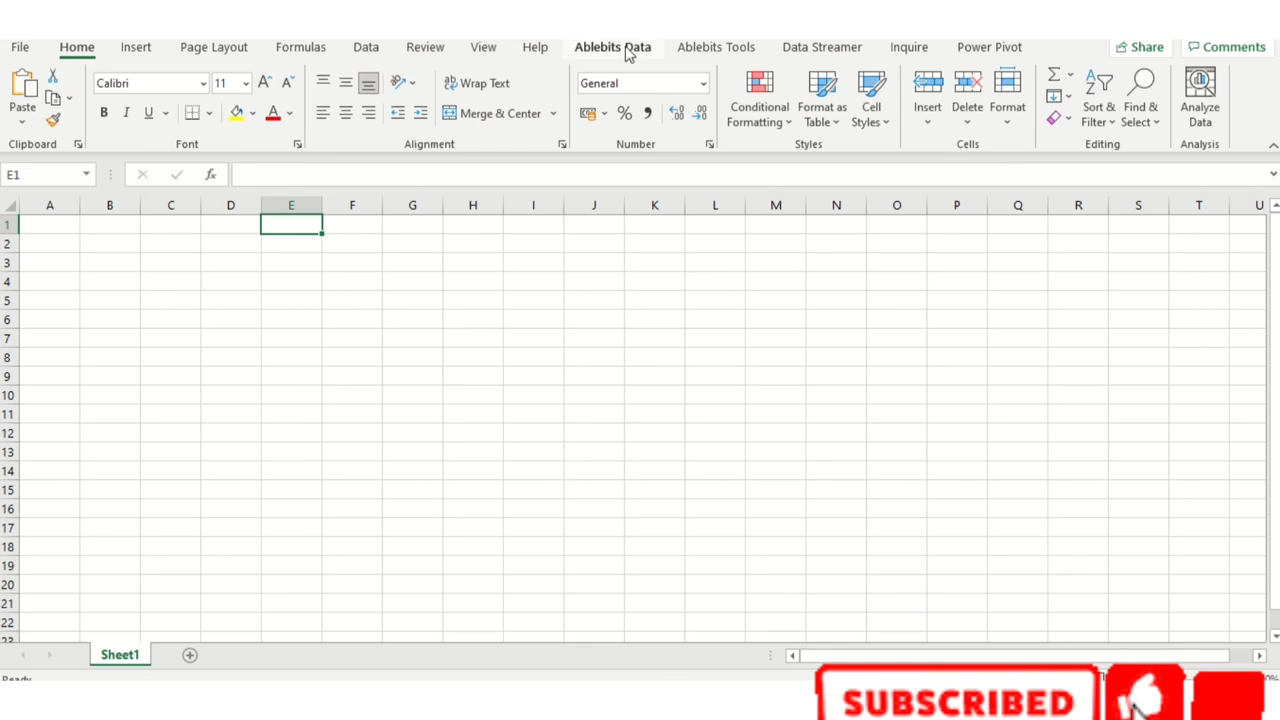 File Home Insert Page Layout Formulas Data Review View Help Ablebits Data Ablebits Tools Data Streamer Inquire Power Pivot Share Comments
Paste Calibri 11 Wrap Text General Conditional Formatting Format as Table Cell Styles Insert Delete Format Sort & Filter Find & Select Analyze Data
B I U Merge & Center
Clipboard Font Alignment Number Styles Cells Editing Analysis
E1 fx
A B C D E F G H I J K L M N O P Q R S T U
1
2
3
4
5
6
7
8
9
10
11
12
13
14
15
16
17
18
19
20
21
22
23
Sheet1
Ready
SUBSCRIBED